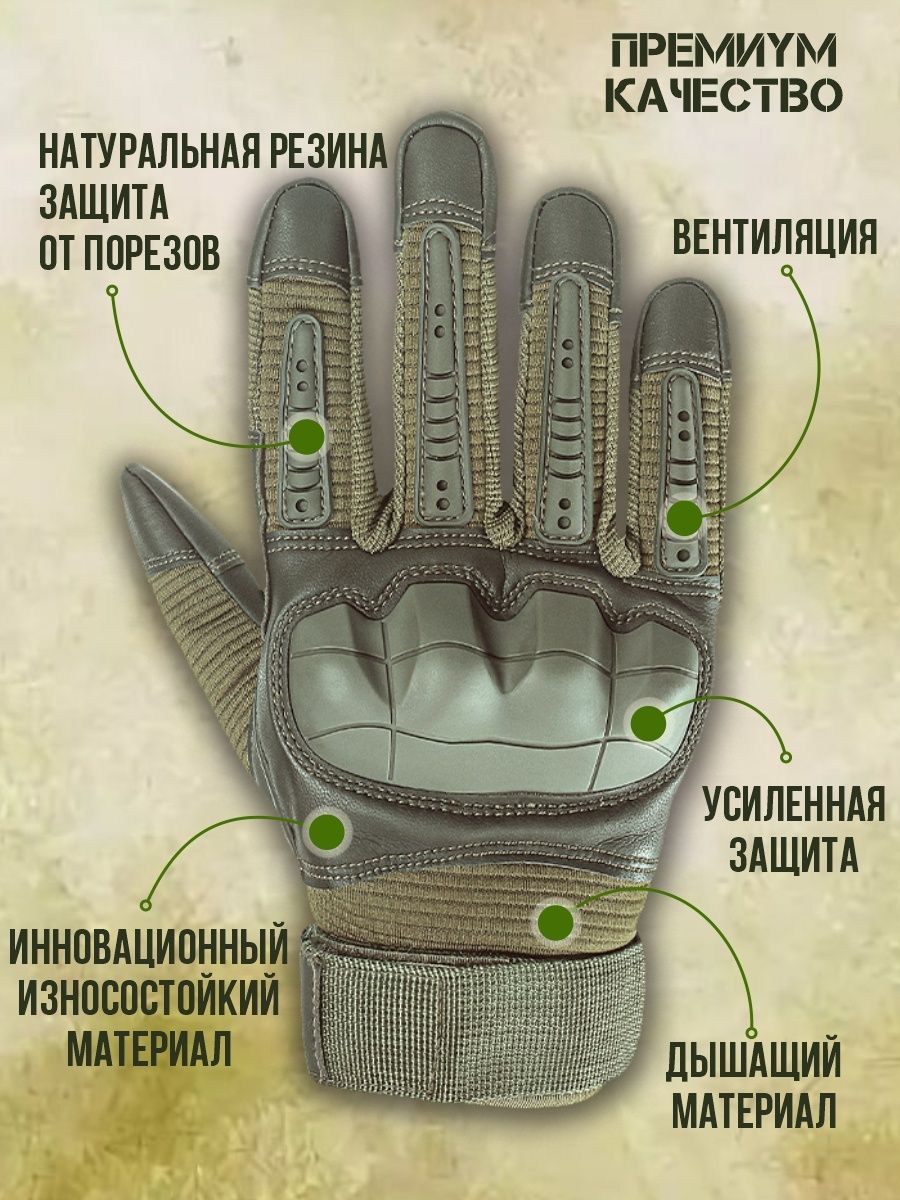 ПРЕМИУМ
КАЧЕСТВО
НАТУРАЛЬНАЯ РЕЗИНА
ЗАЩИТА
ОТ ПОРЕЗОВ
ВЕНТИЛЯЦИЯ
УСИЛЕННАЯ
ЗАЩИТА
ИННОВАЦИОННЫЙ
ИЗНОСОСТОЙКИЙ
МАТЕРИАЛ
ДЫШАЩИЙ
МАТЕРИАЛ